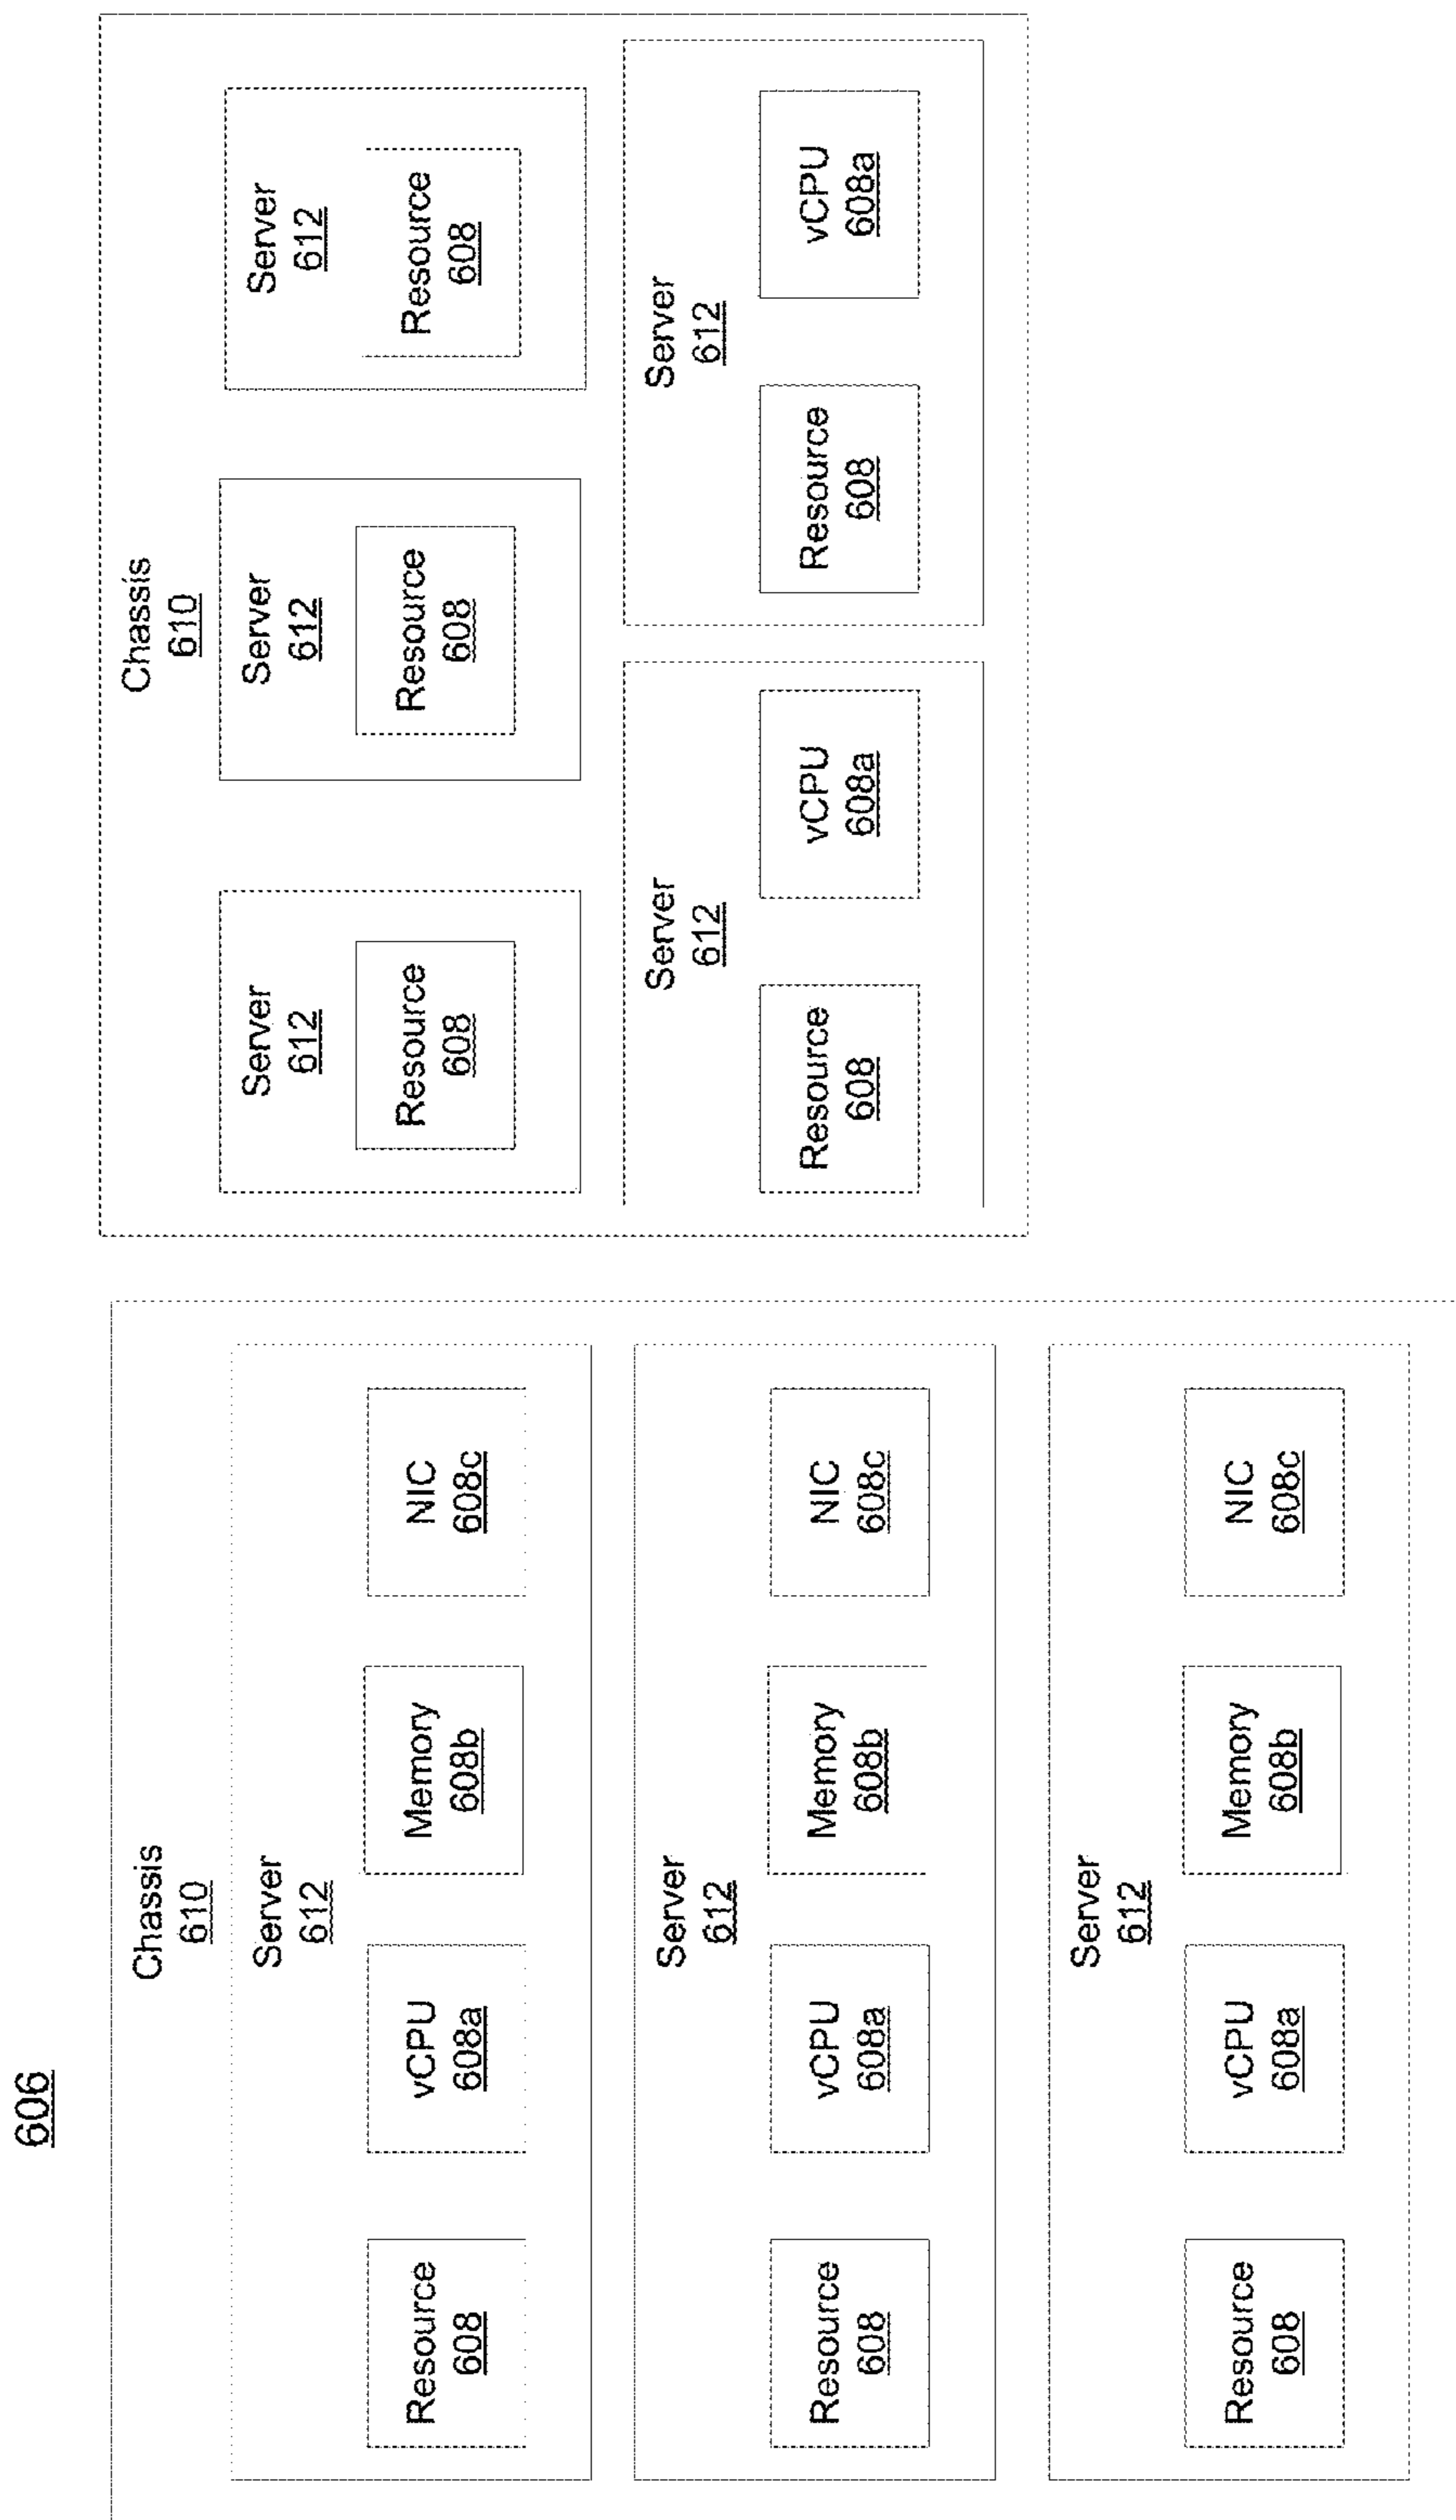 606
Chassis
610
Server
612
Resource
608
vCPU
608a
Memory
608b
NIC
608c
Server
612
Resource
608
vCPU
608a
Memory
608b
NIC
608c
Server
612
Resource
608
vCPU
608a
Memory
608b
NIC
608c
Chassis
610
Server
612
Resource
608
Server
612
Resource
608
Server
612
Resource
608
Server
612
Resource
608
vCPU
608a
Server
612
Resource
608
vCPU
608a